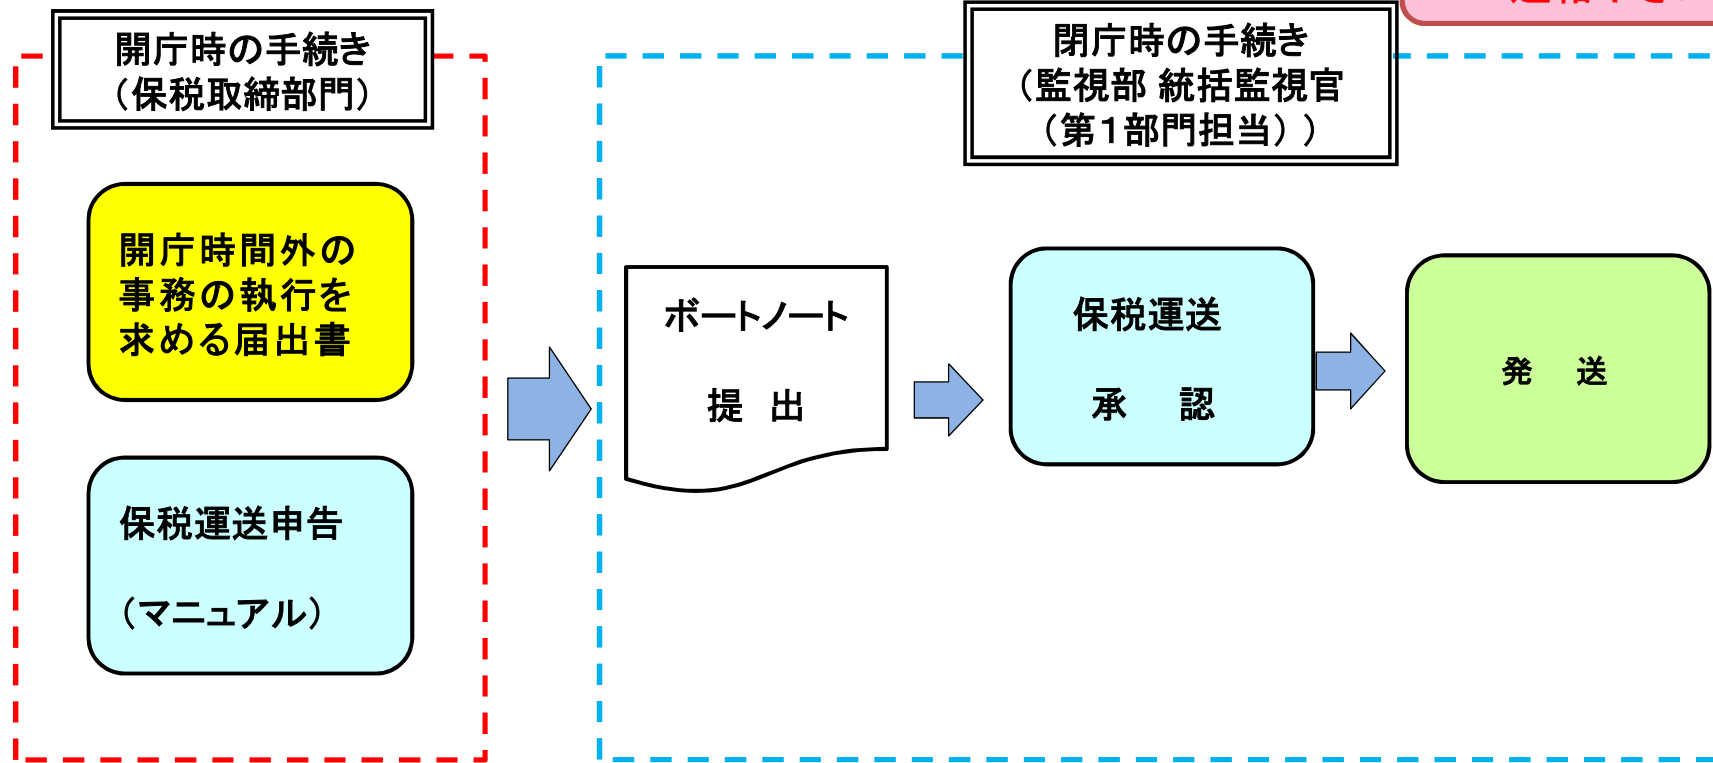 開庁時の手続き
（保税取締部門）
開庁時間外の
事務の執行を
求める届出書
保税運送申告
（マニュアル）
閉庁時の手続き
（監視部 統括監視官
（第１部門担当））
ボートノート
提 出
保税運送
承 認
発 送